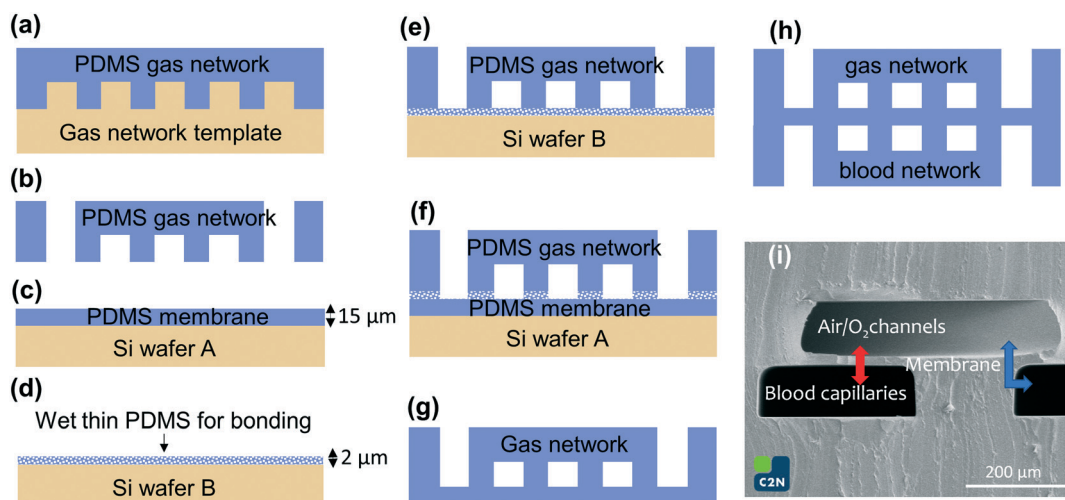 (a)
PDMS gas network
Gas network template
(b)
PDMS gas network
(c)
PDMS membrane
15 μm
Si wafer A
(d)
Wet thin PDMS for bonding
2 μm
Si wafer B
(e)
PDMS gas network
Si wafer B
(f)
PDMS gas network
PDMS membrane
Si wafer A
(g)
Gas network
(h)
gas network
blood network
(i)
Air/O₂channels
Membrane
Blood capillaries
C2N
200 μm